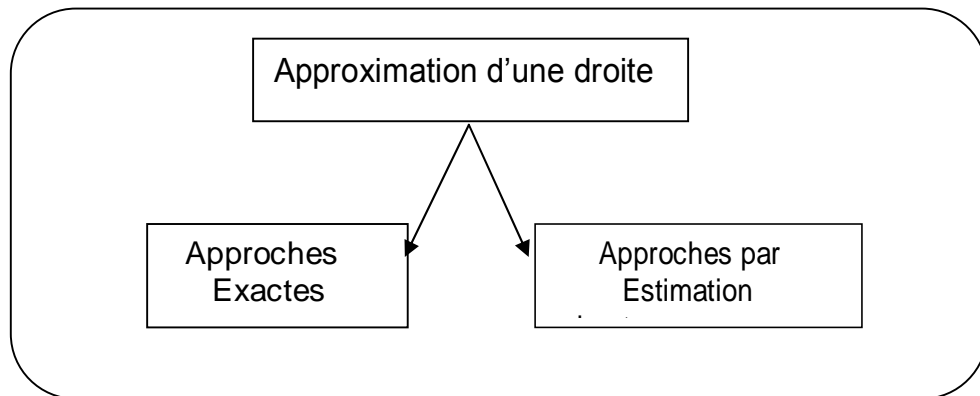 Approximation d’une droite
Approches
Exactes
Approches par
Estimation